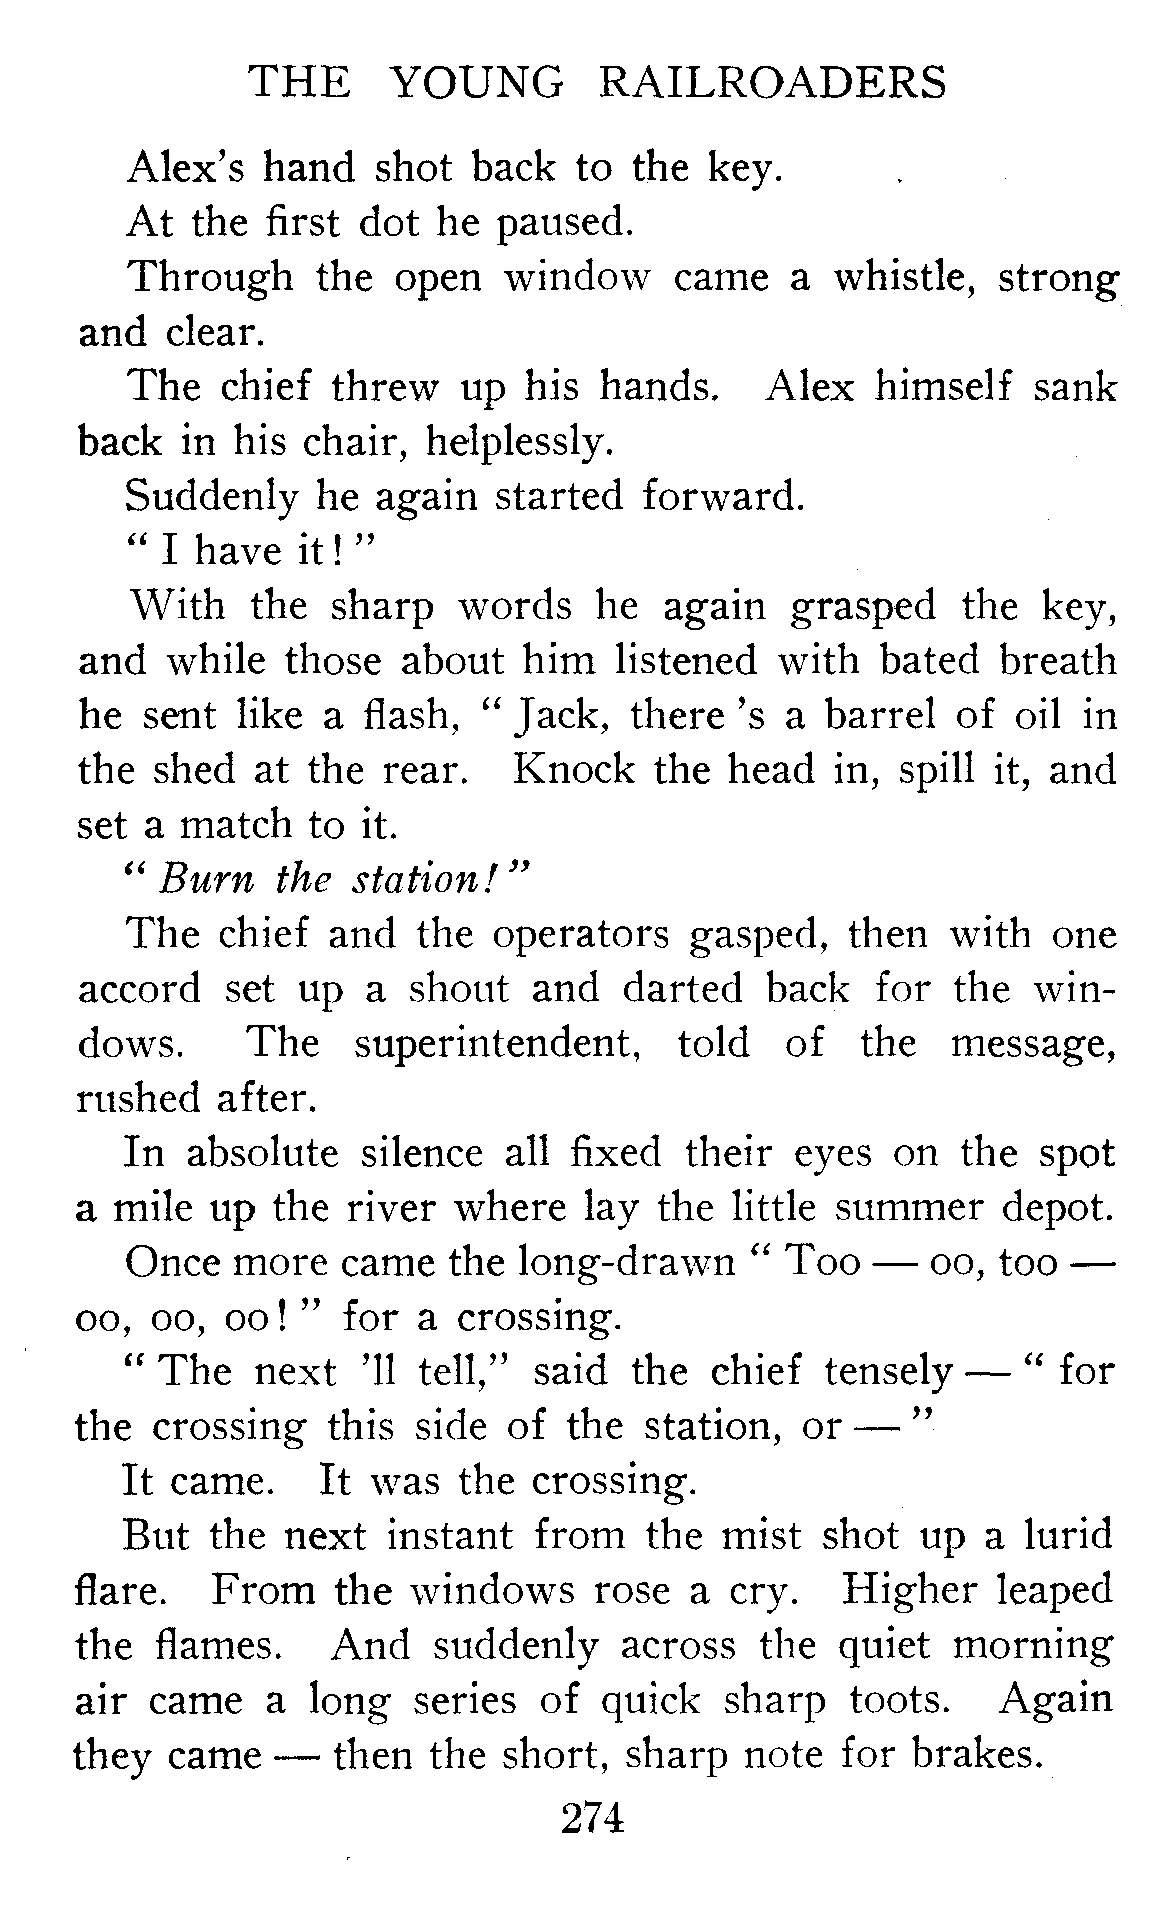 THE YOUNG RAILROADERS
Alex's hand shot back to the key.
At the first dot he paused.
Through the open window came a whistle, strong
and clear.
The chief threw up his hands. Alex himself sank
back in his chair, helplessly.
Suddenly he again started forward.
“ I have it! ”
With the sharp words he again grasped the key,
and while those about him listened with bated breath
he sent like a flash, “ Jack, there 's a barrel of oil in
the shed at the rear. Knock the head in, spill it, and
set a match to it.
“ Burn the station! ”
The chief and the operators gasped, then with one
accord set up a shout and darted back for the win-
dows. The superintendent, told of the message,
rushed after.
In absolute silence all fixed their eyes on the spot
a mile up the river where lay the little summer depot.
Once more came the long-drawn “ Too — oo, too —
oo, oo, oo! ” for a crossing.
“ The next 'll tell,” said the chief tensely — “ for
the crossing this side of the station, or — ”
It came. It was the crossing.
But the next instant from the mist shot up a lurid
flare. From the windows rose a cry. Higher leaped
the flames. And suddenly across the quiet morning
air came a long series of quick sharp toots. Again
they came — then the short, sharp note for brakes.
274